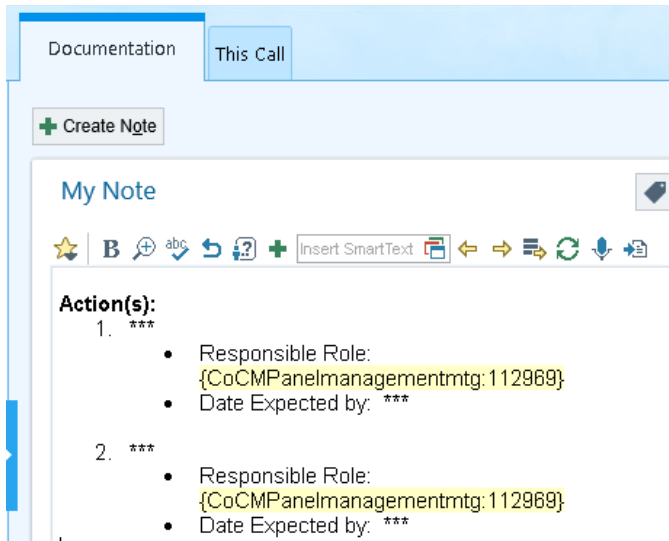 Documentation
This Call
Create Note
My Note
B
abc
?
Insert SmartText
Action(s):
1. ***
• Responsible Role:
{CoCMPanelmanagementmtg:112969}
• Date Expected by: ***
2. ***
• Responsible Role:
{CoCMPanelmanagementmtg:112969}
• Date Expected by: ***